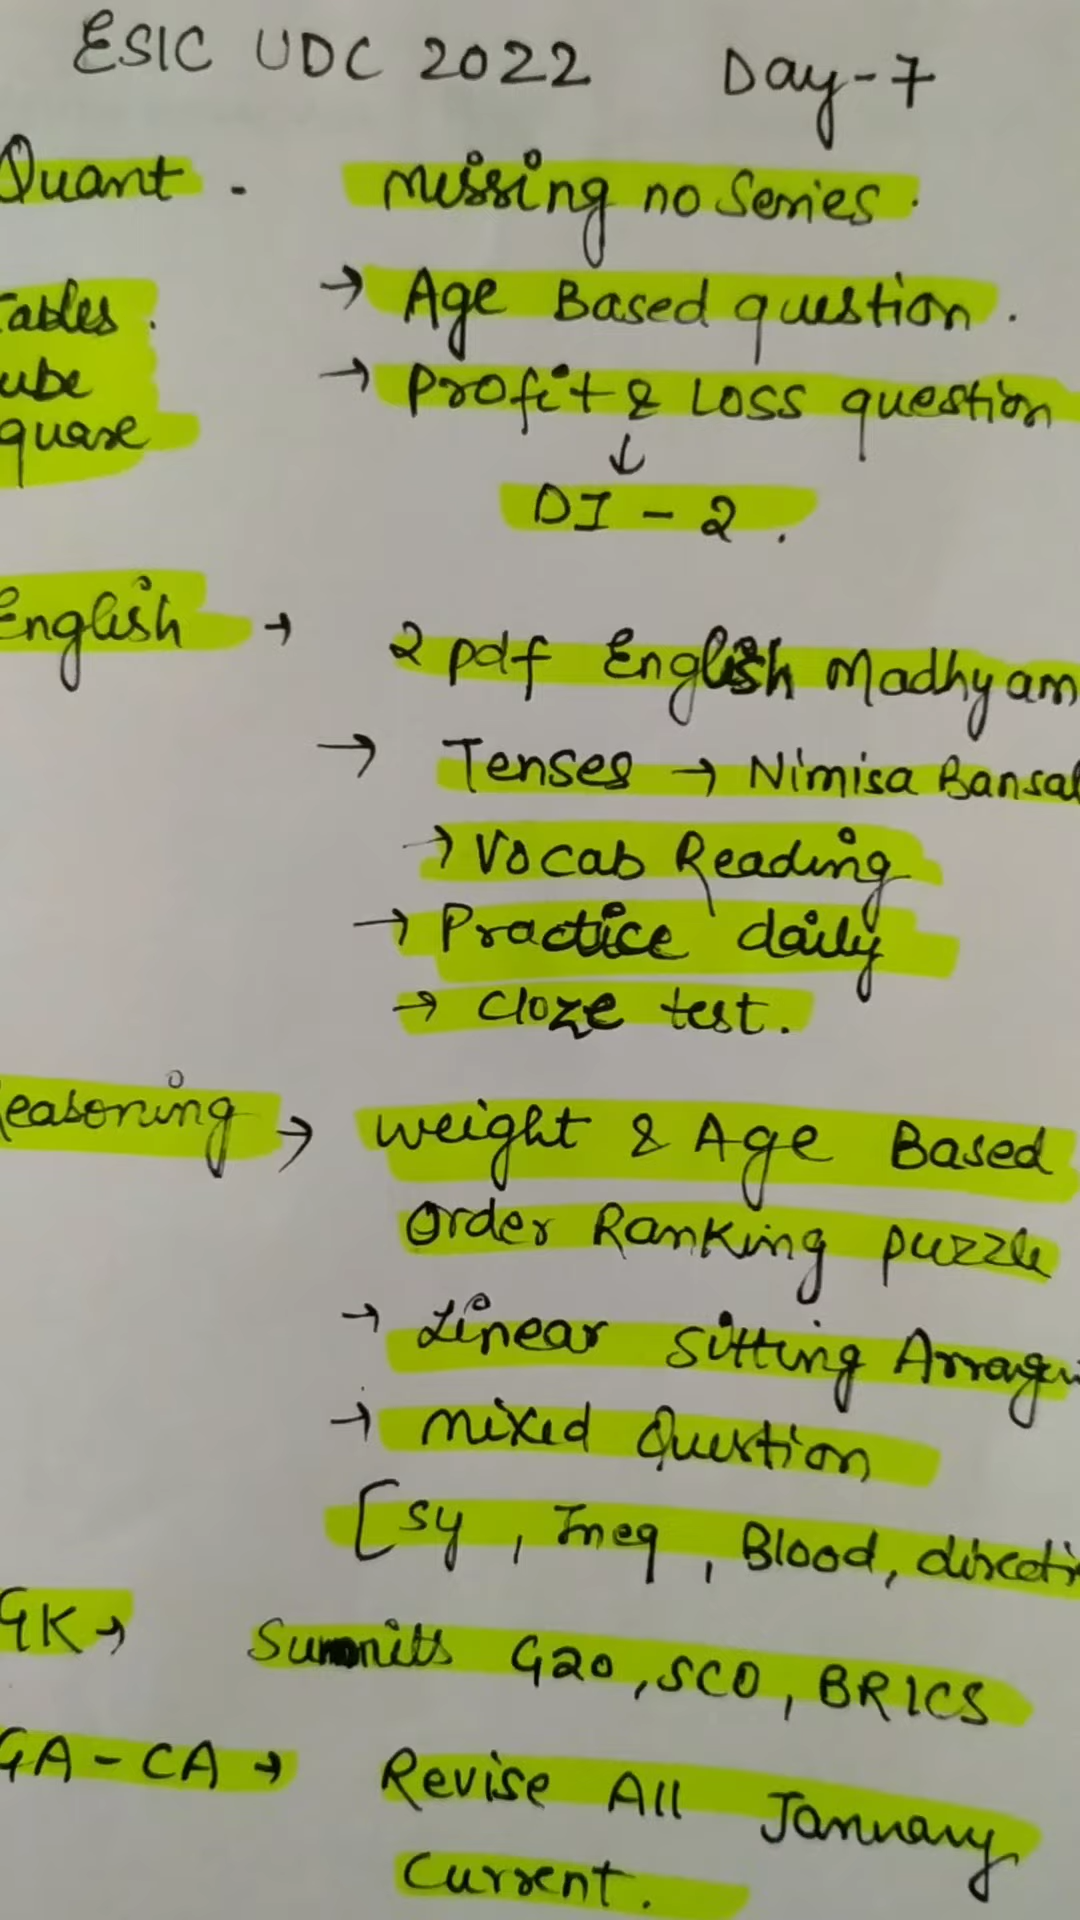 ESIC UDC 2022 Day-7
Quant - missing no Series.
→ Age Based question.
ables.
→ Profit & Loss question
ube
quare
↓
DI - 2.
English → 2 pdf English Madhyam
→ Tenses → Nimisa Bansal
→ Vocab Reading
→ Practice daily
→ Cloze test.
easoning → weight & Age Based
order Ranking puzzle
→ Linear Sitting Arrage
→ mixed Question
[sy, Ineq, Blood, directi
GK → Summits G20, SCO, BRICS
GA-CA → Revise All January
Current.